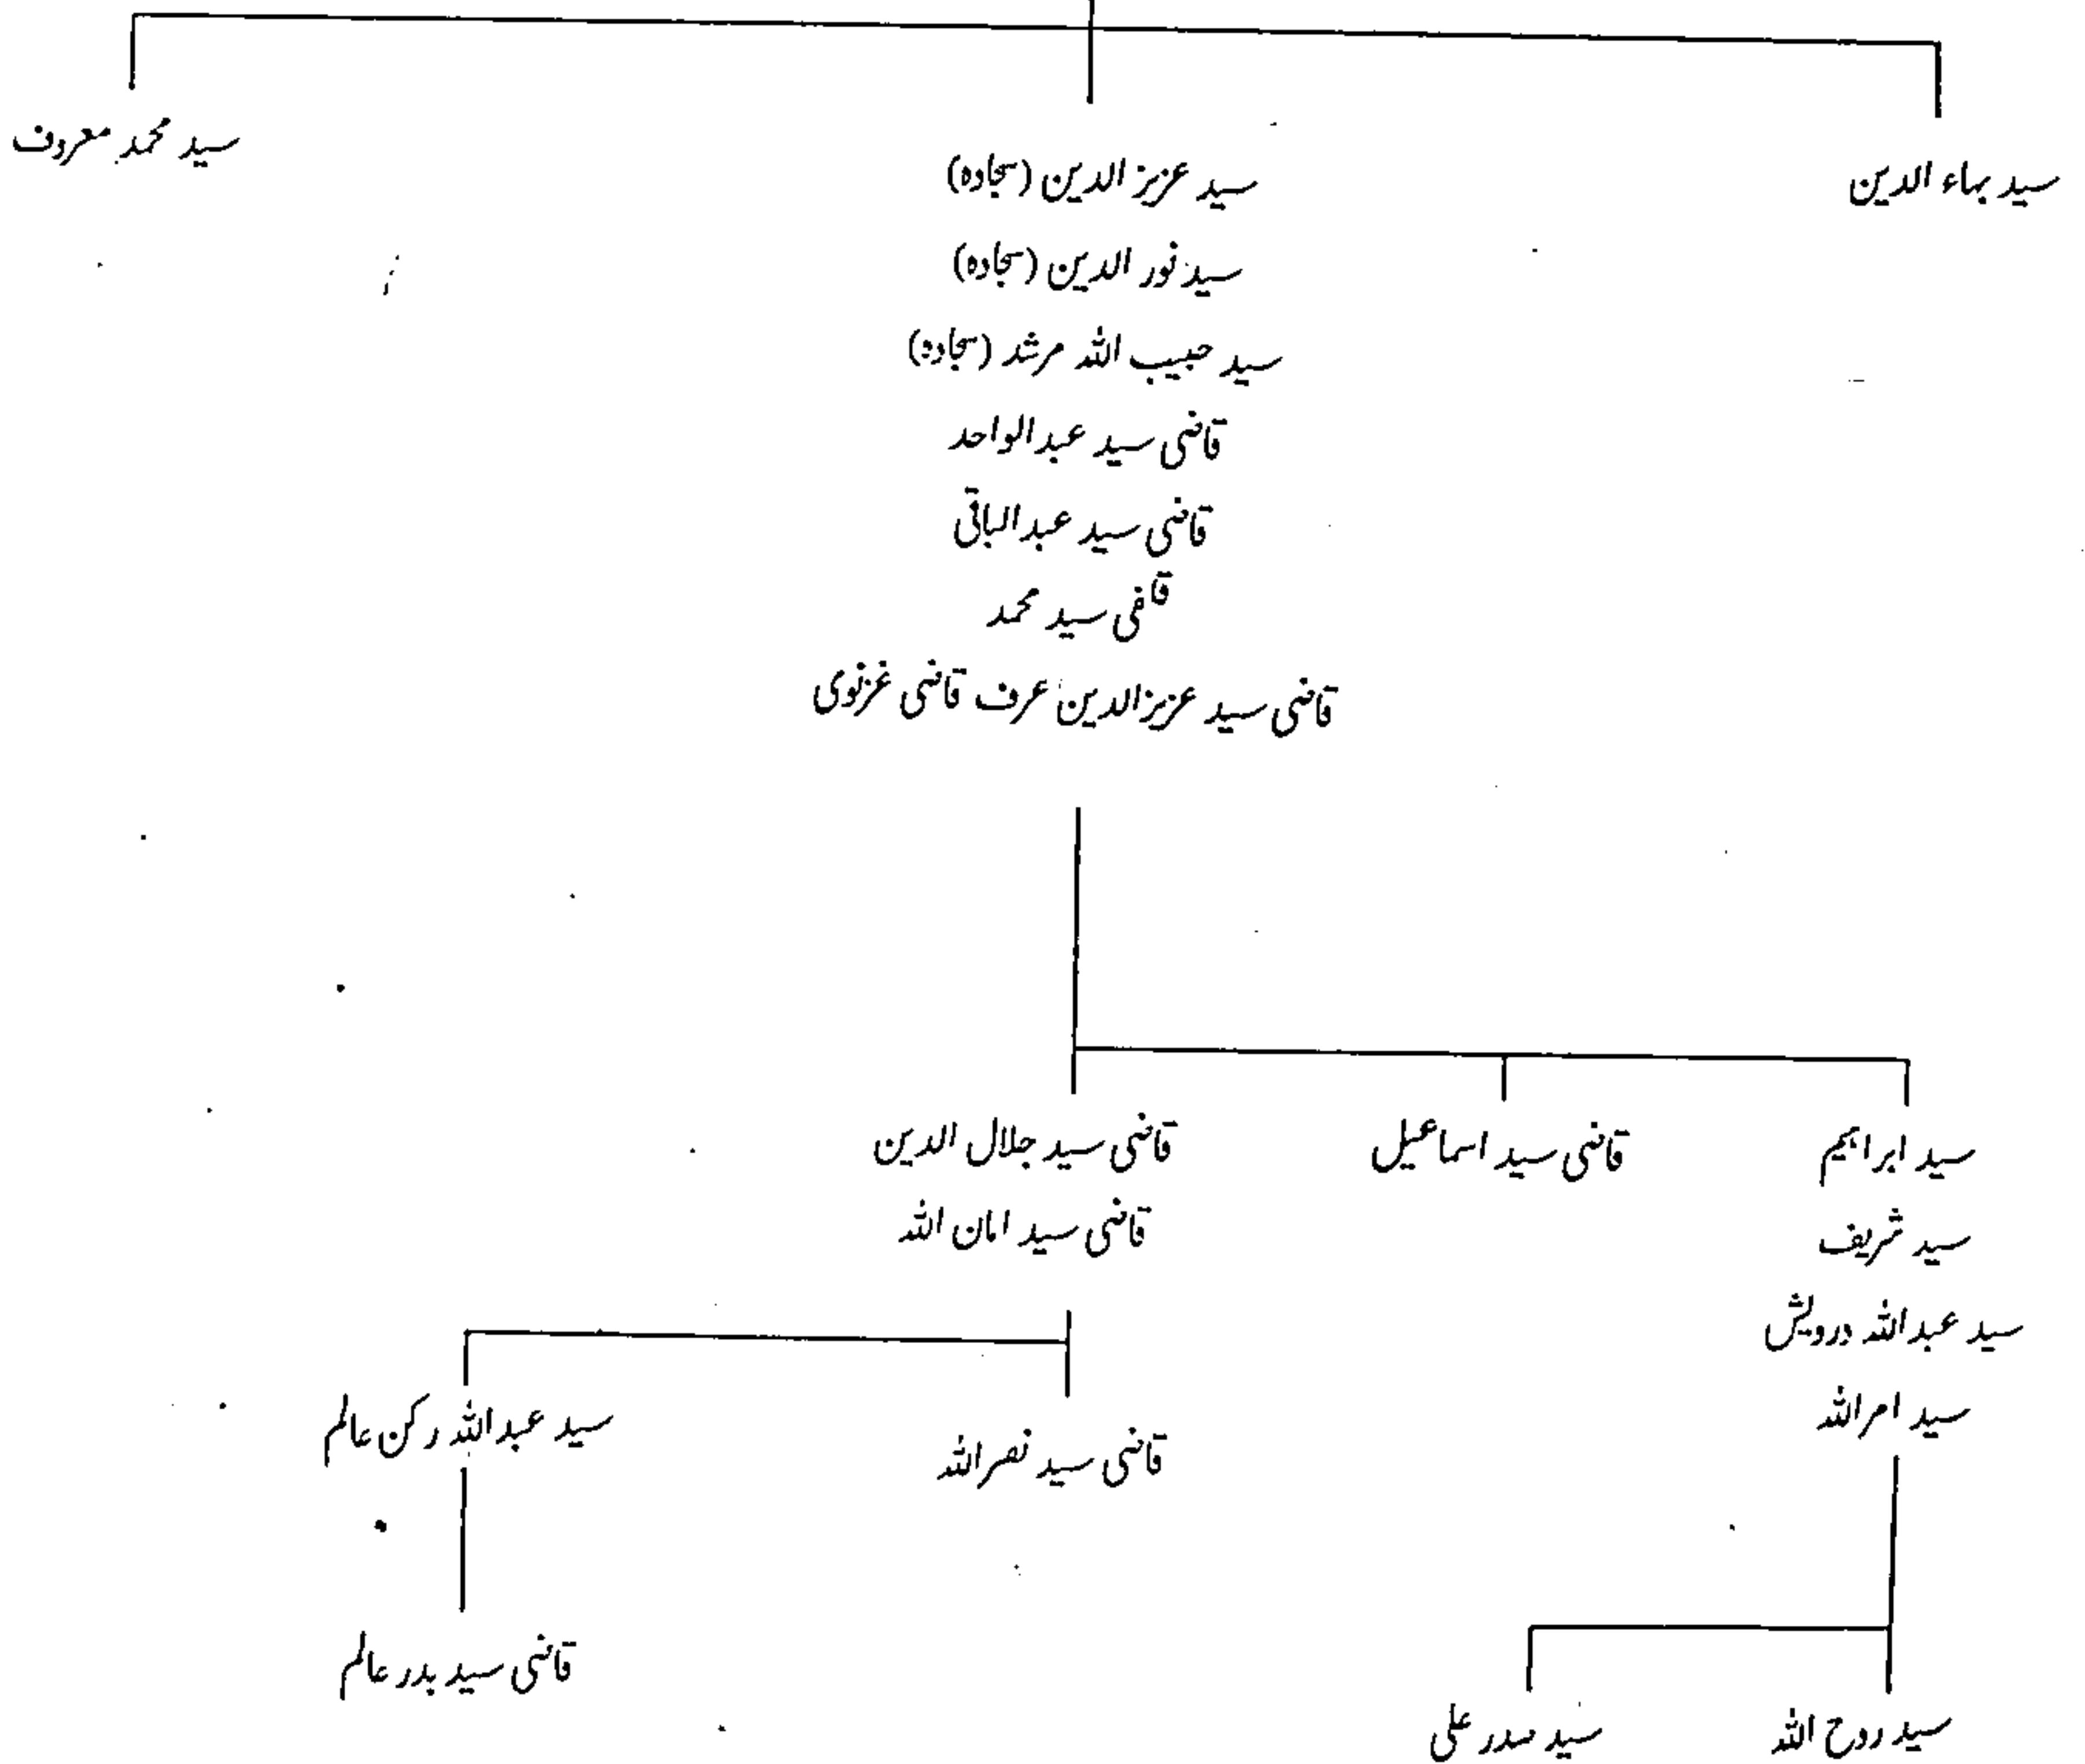 سید بہاء الدین
سید عزیز الدین (سجادہ)
سید محمد معروف
سید نور الدین (سجادہ)
سید حبیب اللہ مرشد (سجادہ)
قاضی سید عبدالواحد
قاضی سید عبدالباقی
قاضی سید محمد
قاضی سید عزیزالدین عرف قاضی غزنوی
سید ابراہیم
قاضی سید اسماعیل
قاضی سید جلال الدین
سید شریف
قاضی سید امان اللہ
سید عبداللہ درویش
سید امراللہ
قاضی سید نصراللہ
سید عبداللہ رکن عالم
سید روح اللہ
سید صدر علی
قاضی سید بدر عالم